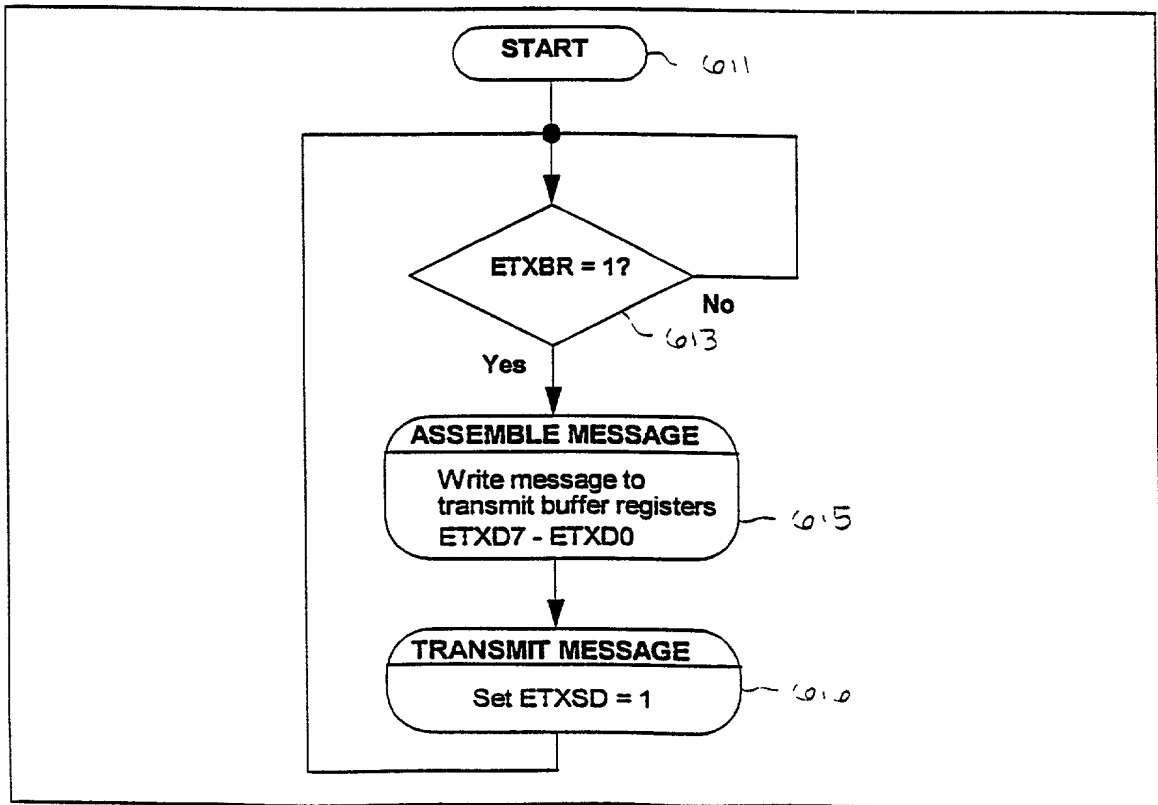 START
611
ETXBR = 1?
No
613
Yes
ASSEMBLE MESSAGE
Write message to
transmit buffer registers
ETXD7 - ETXD0
615
TRANSMIT MESSAGE
Set ETXSD = 1